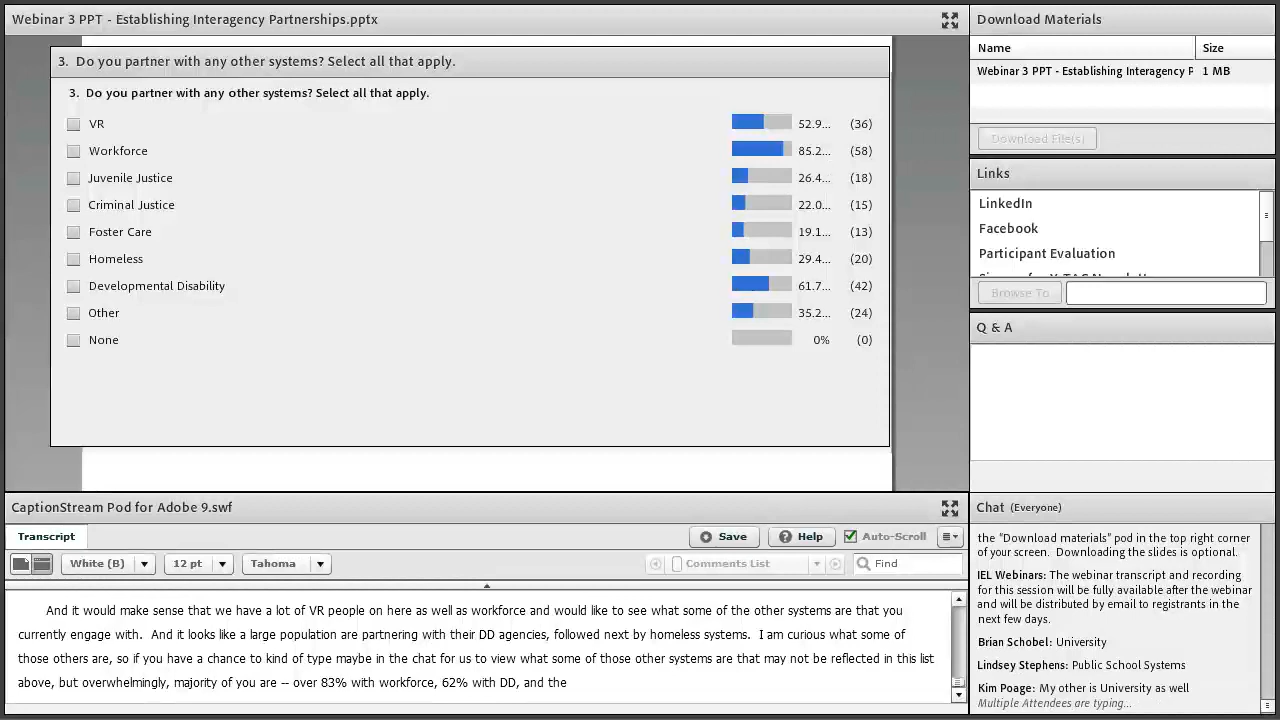 Webinar 3 PPT - Establishing Interagency Partnerships.pptx
3. Do you partner with any other systems? Select all that apply.
3. Do you partner with any other systems? Select all that apply.
VR 52.9... (36)
Workforce 85.2... (58)
Juvenile Justice 26.4... (18)
Criminal Justice 22.0... (15)
Foster Care 19.1... (13)
Homeless 29.4... (20)
Developmental Disability 61.7... (42)
Other 35.2... (24)
None 0% (0)
CaptionStream Pod for Adobe 9.swf
Transcript Save Help Auto-Scroll
White (B) 12 pt Tahoma Comments List Find
And it would make sense that we have a lot of VR people on here as well as workforce and would like to see what some of the other systems are that you
currently engage with. And it looks like a large population are partnering with their DD agencies, followed next by homeless systems. I am curious what some of
those others are, so if you have a chance to kind of type maybe in the chat for us to view what some of those other systems are that may not be reflected in this list
above, but overwhelmingly, majority of you are -- over 83% with workforce, 62% with DD, and the
Download Materials
Name Size
Webinar 3 PPT - Establishing Interagency P 1 MB
Download File(s)
Links
LinkedIn
Facebook
Participant Evaluation
Browse To
Q & A
Chat (Everyone)
the "Download materials" pod in the top right corner
of your screen. Downloading the slides is optional.
IEL Webinars: The webinar transcript and recording
for this session will be fully available after the webinar
and will be distributed by email to registrants in the
next few days.
Brian Schobel: University
Lindsey Stephens: Public School Systems
Kim Poage: My other is University as well
Multiple Attendees are typing...